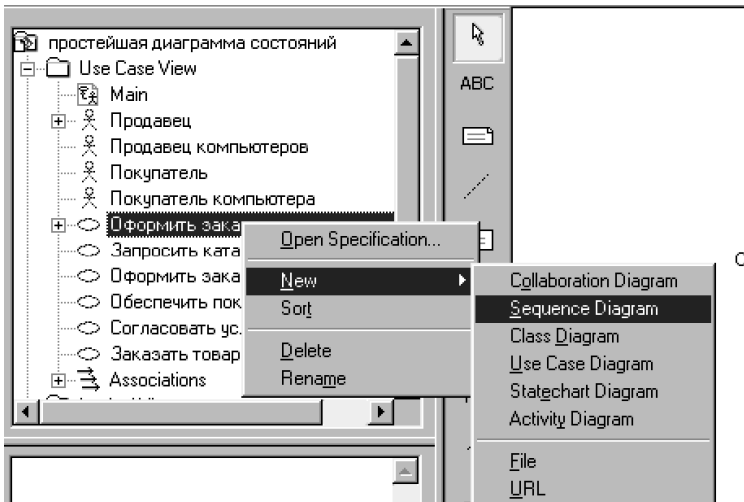 простейшая диаграмма состояний
Use Case View
Main
Продавец
Продавец компьютеров
Покупатель
Покупатель компьютера
Оформить зака
Запросить ката
Оформить зака
Обеспечить пок
Согласовать ус.
Заказать товар
Associations
ABC
Open Specification...
New
Sort
Delete
Rename
Collaboration Diagram
Sequence Diagram
Class Diagram
Use Case Diagram
Statechart Diagram
Activity Diagram
File
URL